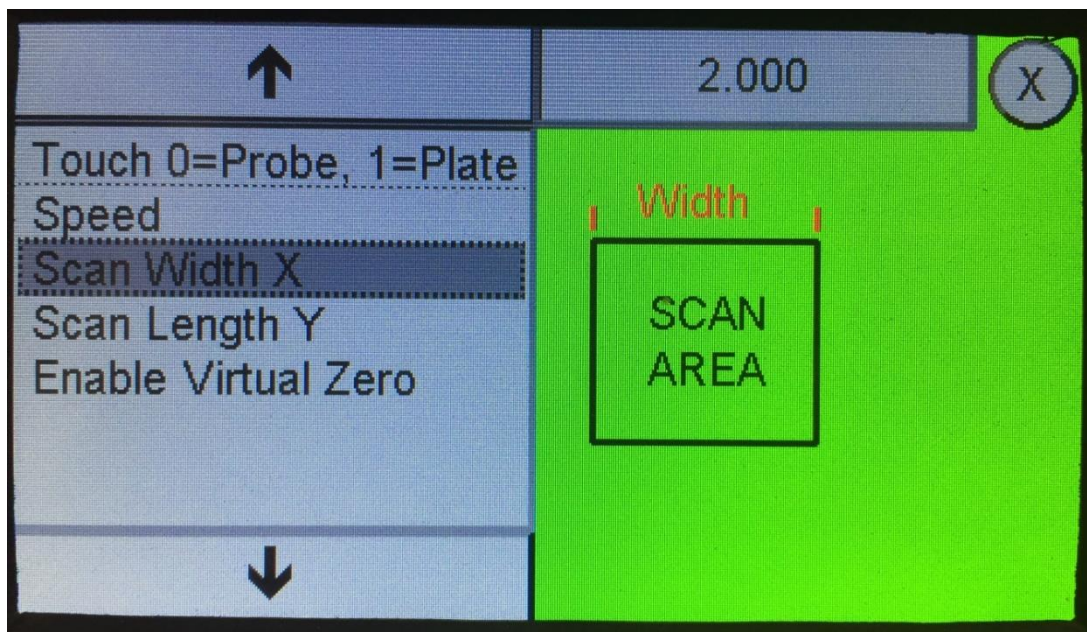 2.000
X
Touch 0=Probe, 1=Plate
Speed
Scan Width X
Scan Length Y
Enable Virtual Zero
Width
SCAN
AREA